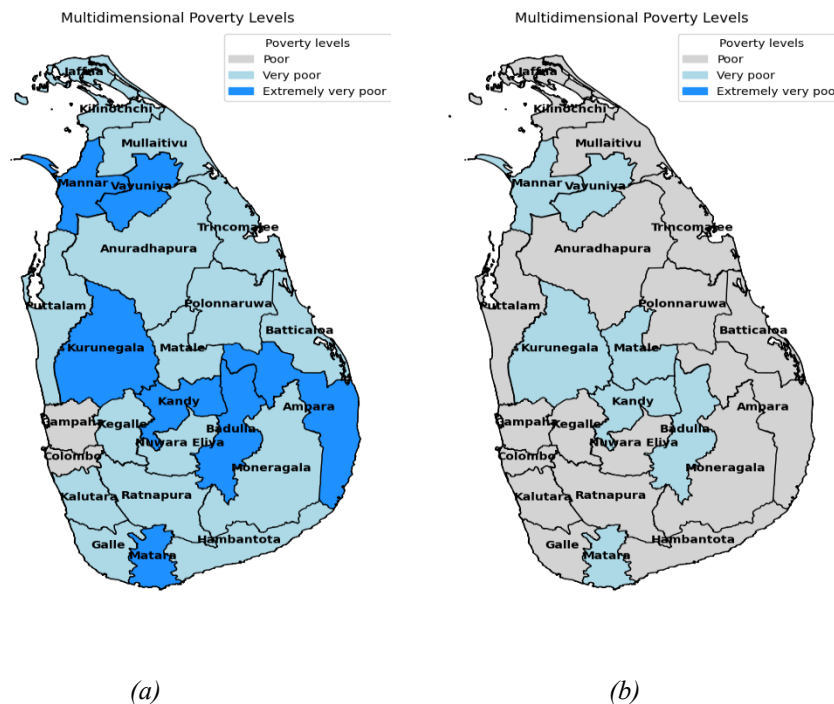 Multidimensional Poverty Levels
Poverty levels
Poor
Very poor
Extremely very poor
Jaffna
Kilinochchi
Mullaitivu
Mannar
Vavuniya
Trincomalee
Anuradhapura
Polonnaruwa
Puttalam
Batticaloa
Kurunegala
Matale
Kandy
Ampara
Gampaha
Kegalle
Badulla
Nuwara Eliya
Colombo
Moneragala
Kalutara
Ratnapura
Galle
Hambantota
Matara
(a)
Multidimensional Poverty Levels
Poverty levels
Poor
Very poor
Extremely very poor
Jaffna
Kilinochchi
Mullaitivu
Mannar
Vavuniya
Trincomalee
Anuradhapura
Polonnaruwa
Puttalam
Batticaloa
Kurunegala
Matale
Kandy
Ampara
Gampaha
Kegalle
Badulla
Nuwara Eliya
Colombo
Moneragala
Kalutara
Ratnapura
Galle
Hambantota
Matara
(b)